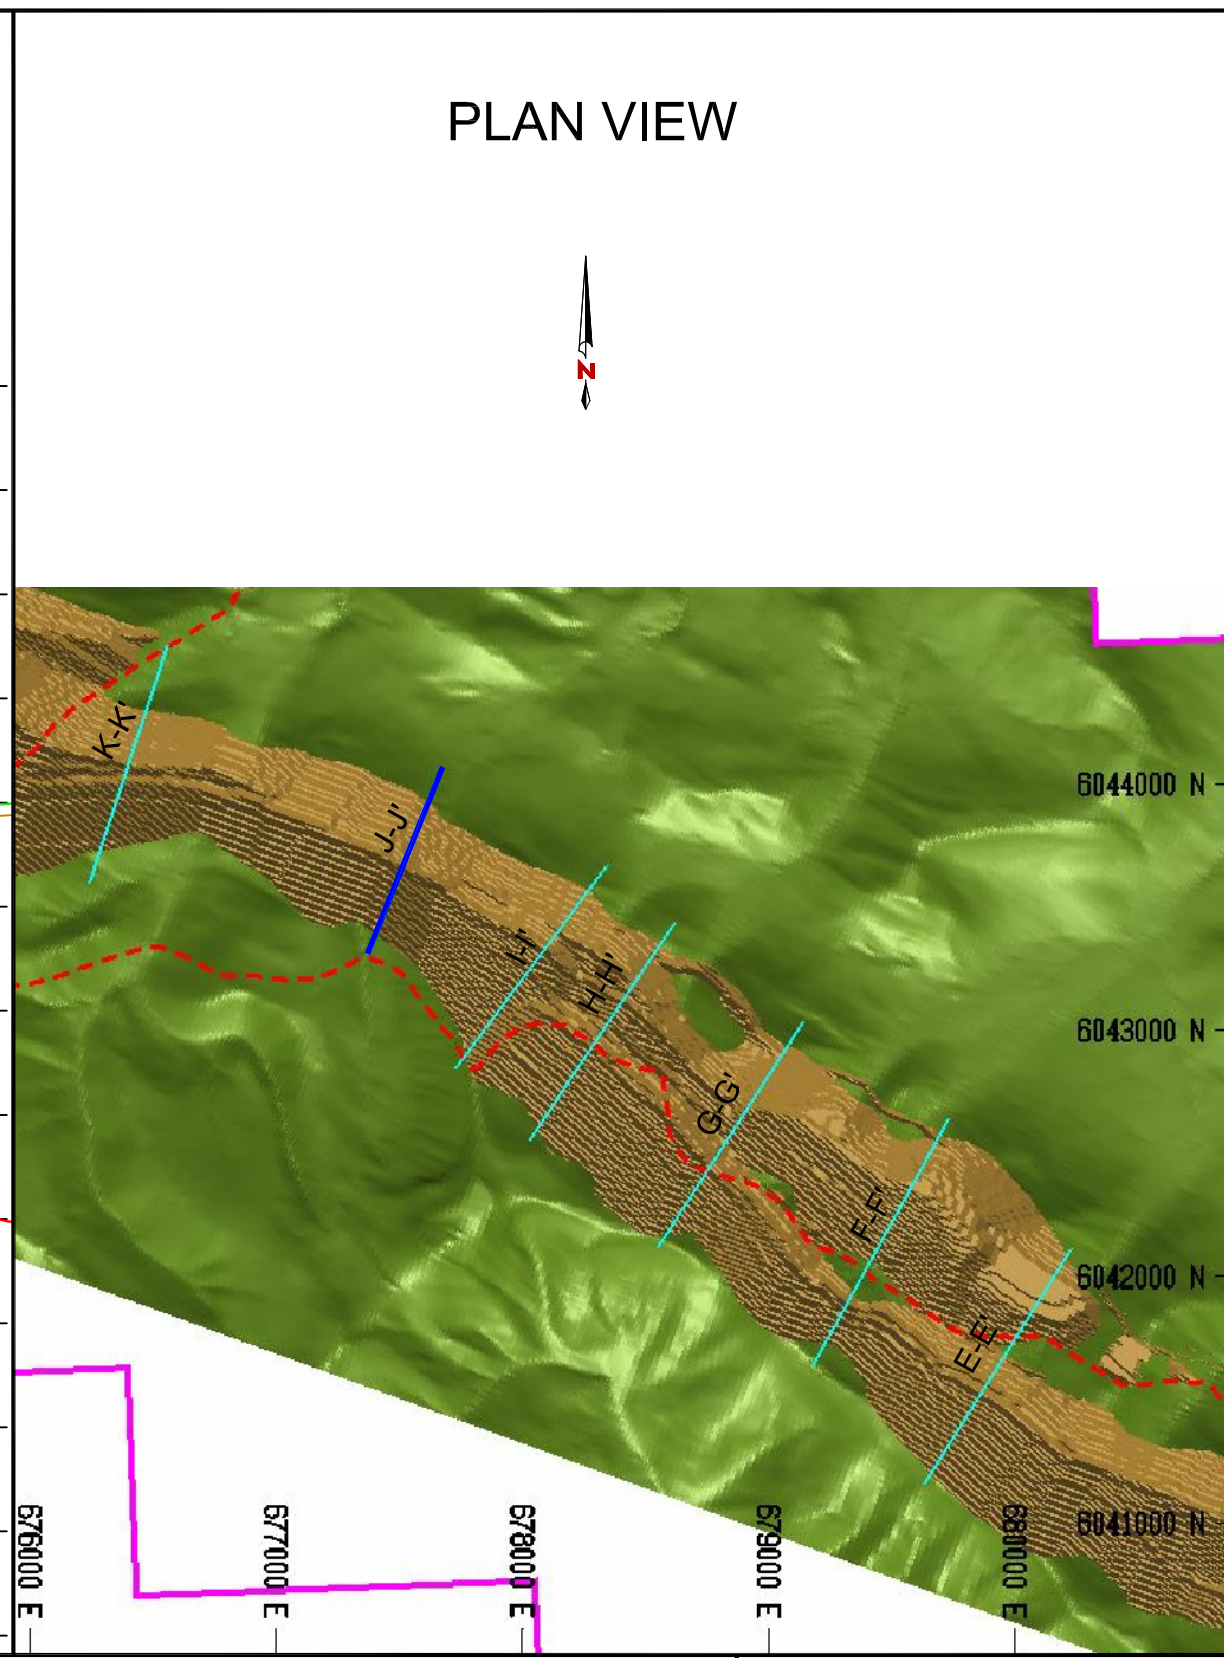 PLAN VIEW
N
K-K'
6044000 N
J-J'
I-I'
H-H'
6043000 N
G-G'
F-F'
6042000 N
E-E'
6041000 N
676000 E
677000 E
678000 E
679000 E
680000 E